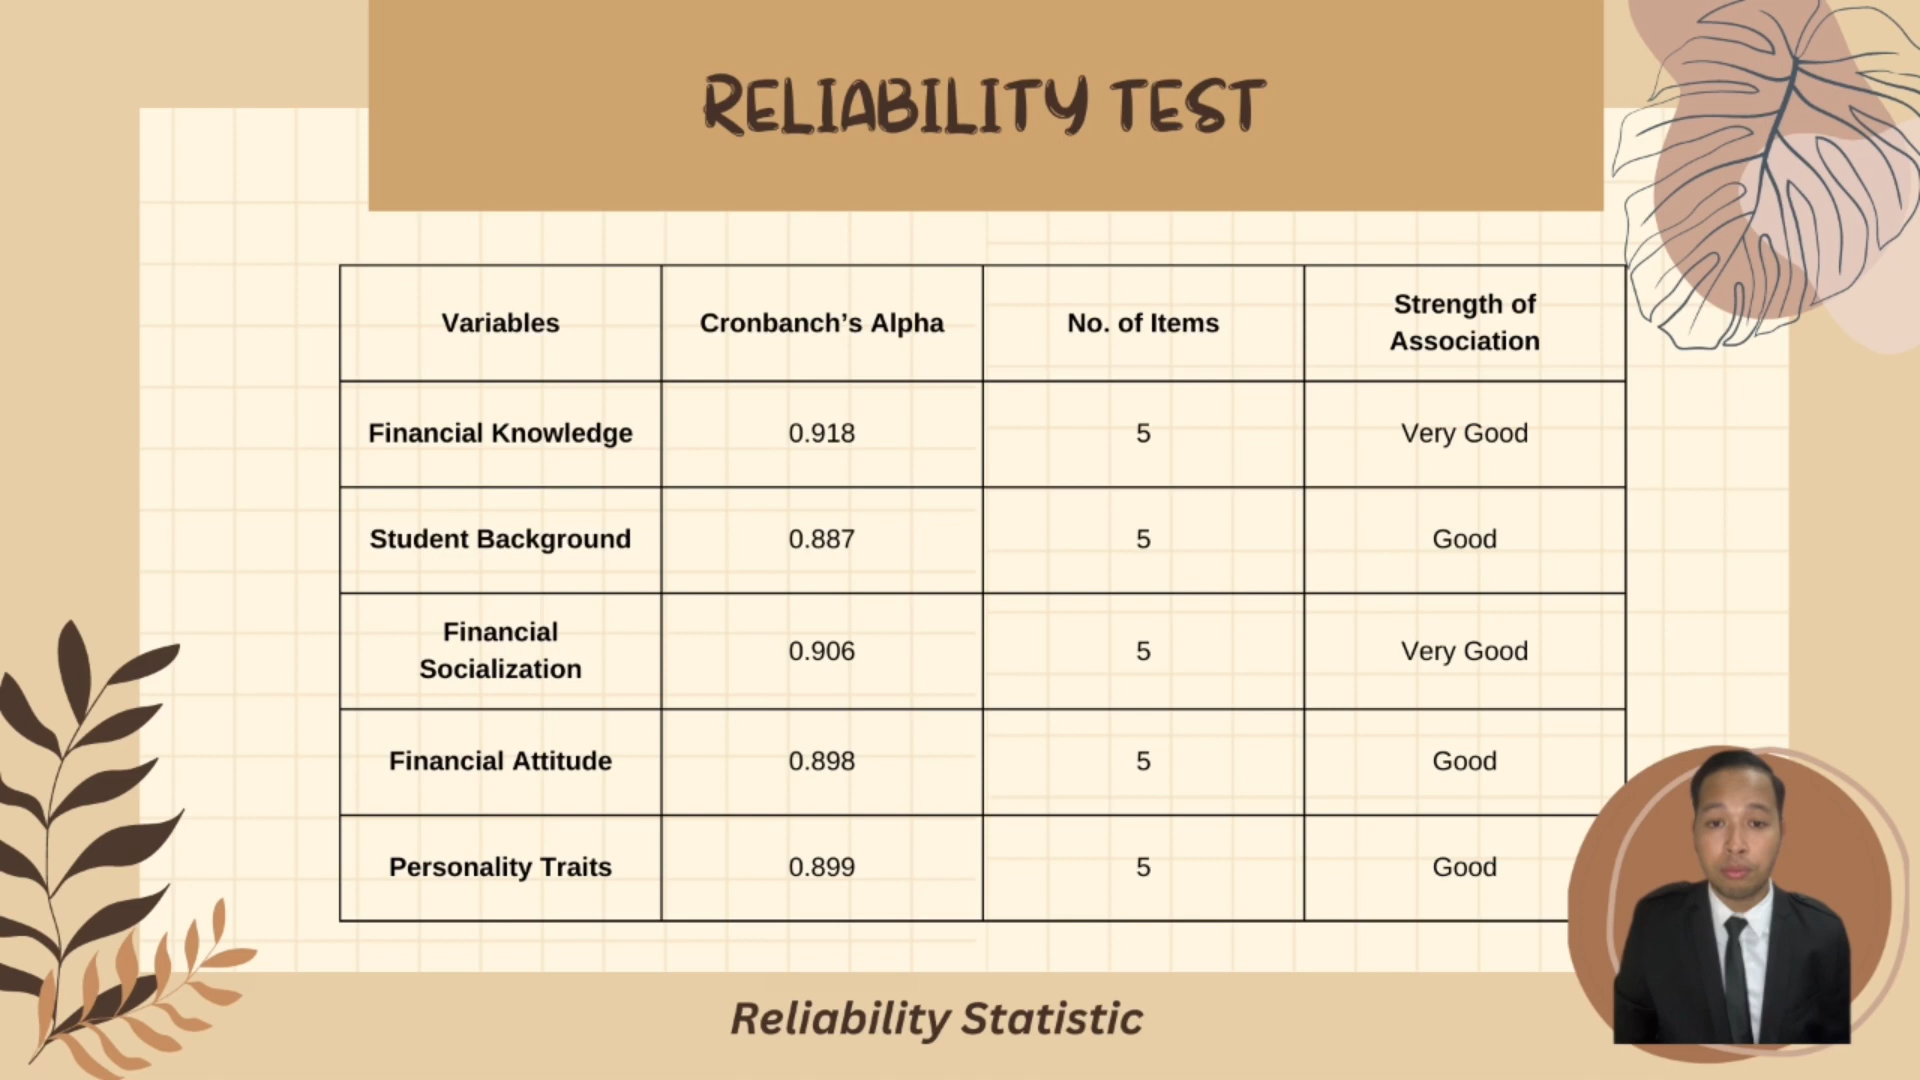 RELIABILITY TEST
Variables
Cronbanch's Alpha
No. of Items
Strength of
Association
Financial Knowledge
0.918
5
Very Good
Student Background
0.887
5
Good
Financial
Socialization
0.906
5
Very Good
Financial Attitude
0.898
5
Good
Personality Traits
0.899
5
Good
Reliability Statistic